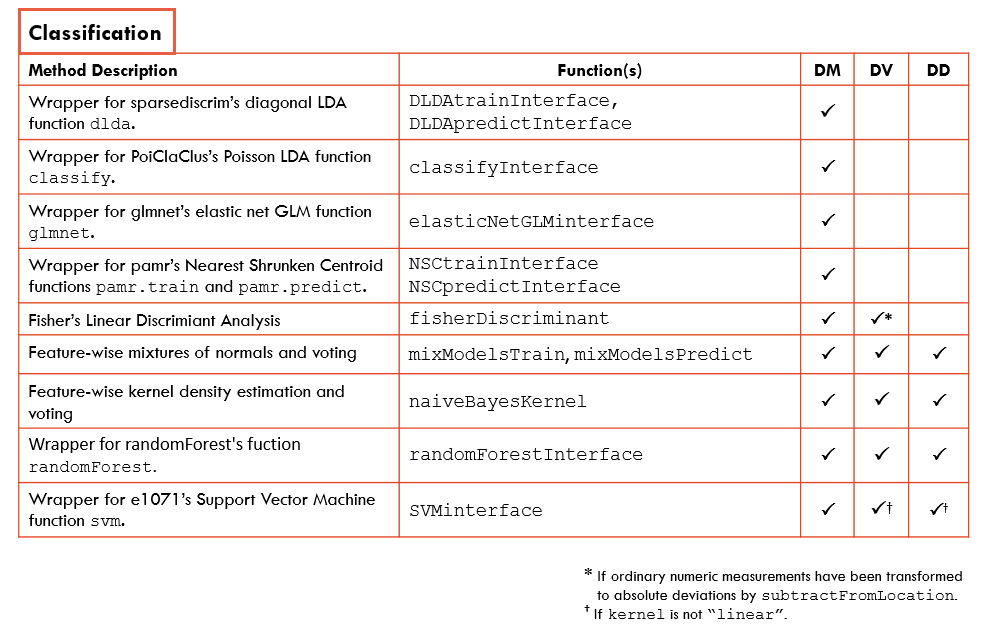 Classification
Method Description Function(s) DM DV DD
Wrapper for sparsediscrim's diagonal LDA
function dlda.
DLDAtrainInterface,
DLDApredictInterface
✓
Wrapper for PoiClaClus's Poisson LDA function
classify.
classifyInterface
✓
Wrapper for glmnet's elastic net GLM function
glmnet.
elasticNetGLMinterface
✓
Wrapper for pamr's Nearest Shrunken Centroid
functions pamr.train and pamr.predict.
NSCtrainInterface
NSCpredictInterface
✓
Fisher's Linear Discrimiant Analysis fisherDiscriminant ✓ ✓*
Feature-wise mixtures of normals and voting mixModelsTrain, mixModelsPredict ✓ ✓ ✓
Feature-wise kernel density estimation and
voting
naiveBayesKernel ✓ ✓ ✓
Wrapper for randomForest's fuction
randomForest.
randomForestInterface ✓ ✓ ✓
Wrapper for e1071's Support Vector Machine
function svm.
SVMinterface ✓ ✓† ✓†
* If ordinary numeric measurements have been transformed
to absolute deviations by subtractFromLocation.
† If kernel is not "linear".